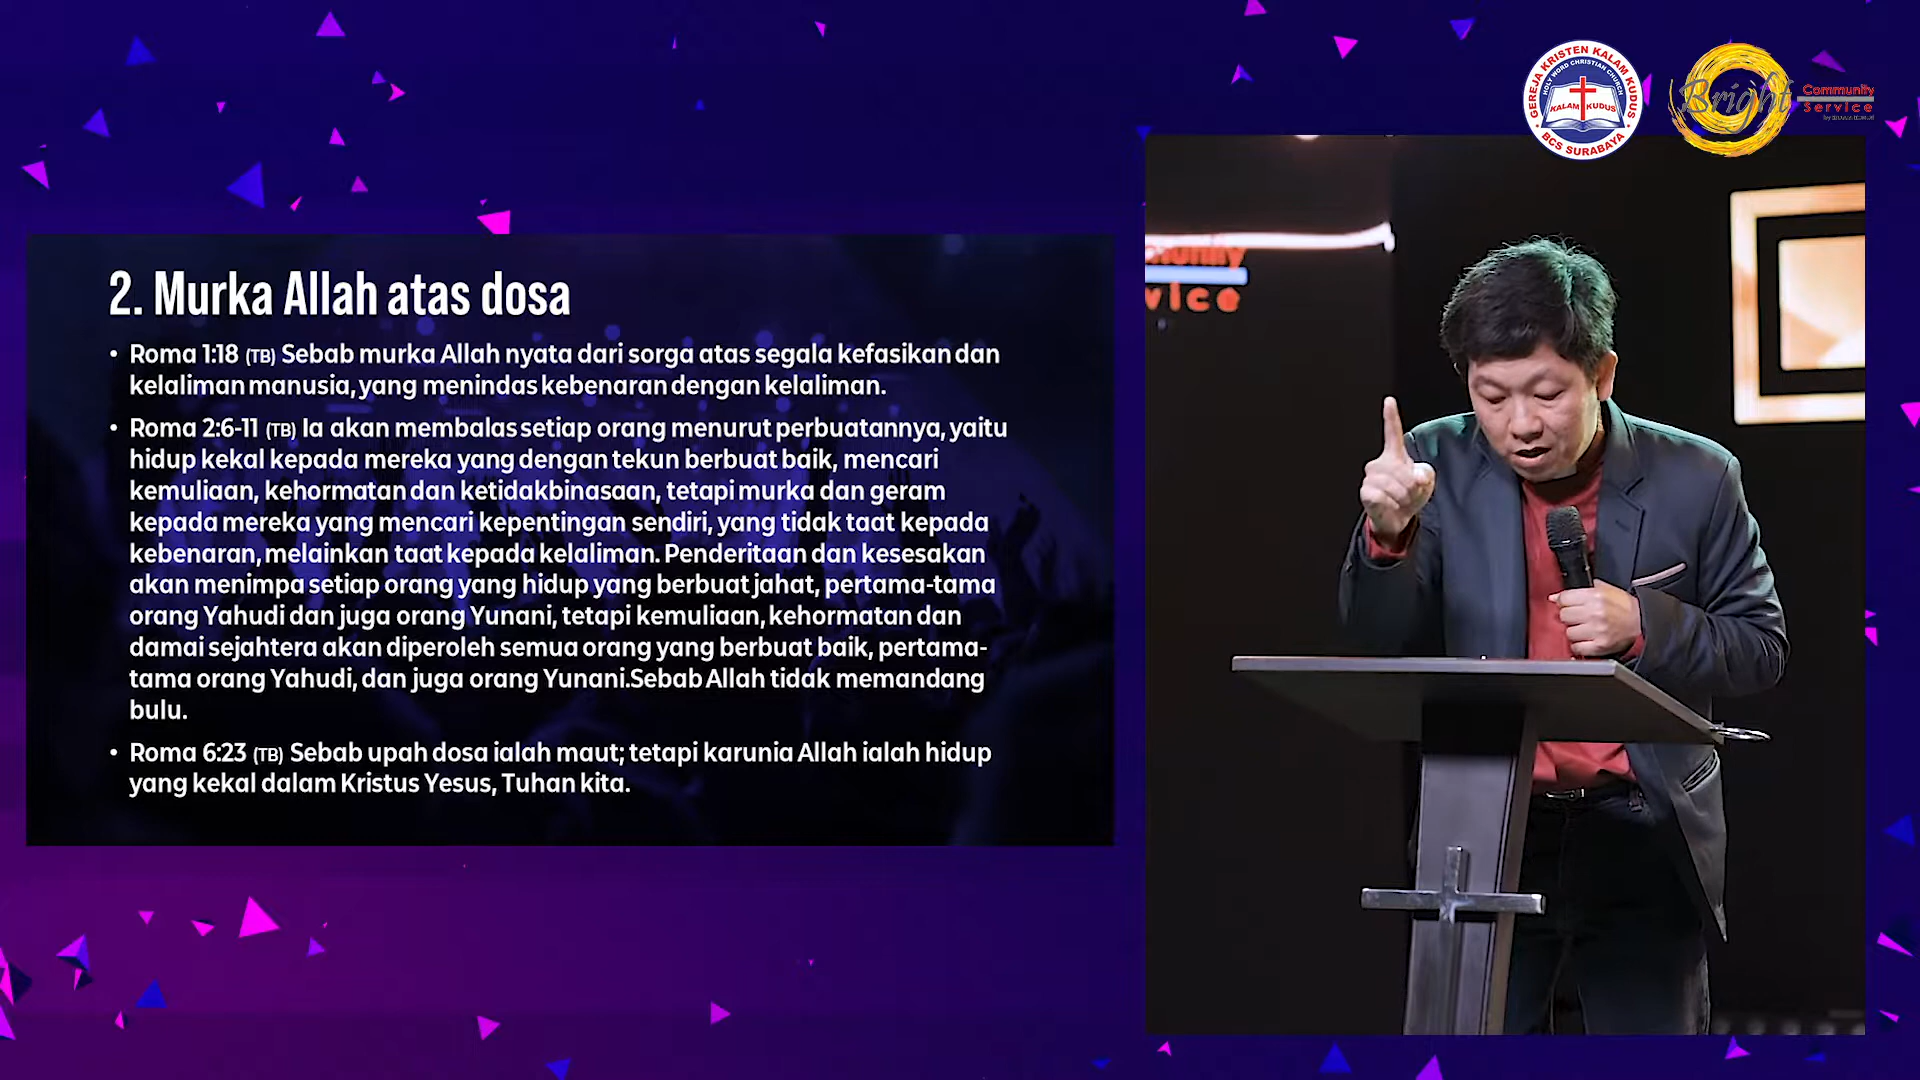 GEREJA KRISTEN KALAM KUDUS
HOLY WORD CHRISTIAN CHURCH
KALAM KUDUS
BCS SURABAYA
Bright Community
Service
2. Murka Allah atas dosa
• Roma 1:18 (TB) Sebab murka Allah nyata dari sorga atas segala kefasikan dan
kelaliman manusia, yang menindas kebenaran dengan kelaliman.
• Roma 2:6-11 (TB) Ia akan membalas setiap orang menurut perbuatannya, yaitu
hidup kekal kepada mereka yang dengan tekun berbuat baik, mencari
kemuliaan, kehormatan dan ketidakbinasaan, tetapi murka dan geram
kepada mereka yang mencari kepentingan sendiri, yang tidak taat kepada
kebenaran, melainkan taat kepada kelaliman. Penderitaan dan kesesakan
akan menimpa setiap orang yang hidup yang berbuat jahat, pertama-tama
orang Yahudi dan juga orang Yunani, tetapi kemuliaan, kehormatan dan
damai sejahtera akan diperoleh semua orang yang berbuat baik, pertama-
tama orang Yahudi, dan juga orang Yunani.Sebab Allah tidak memandang
bulu.
• Roma 6:23 (TB) Sebab upah dosa ialah maut; tetapi karunia Allah ialah hidup
yang kekal dalam Kristus Yesus, Tuhan kita.